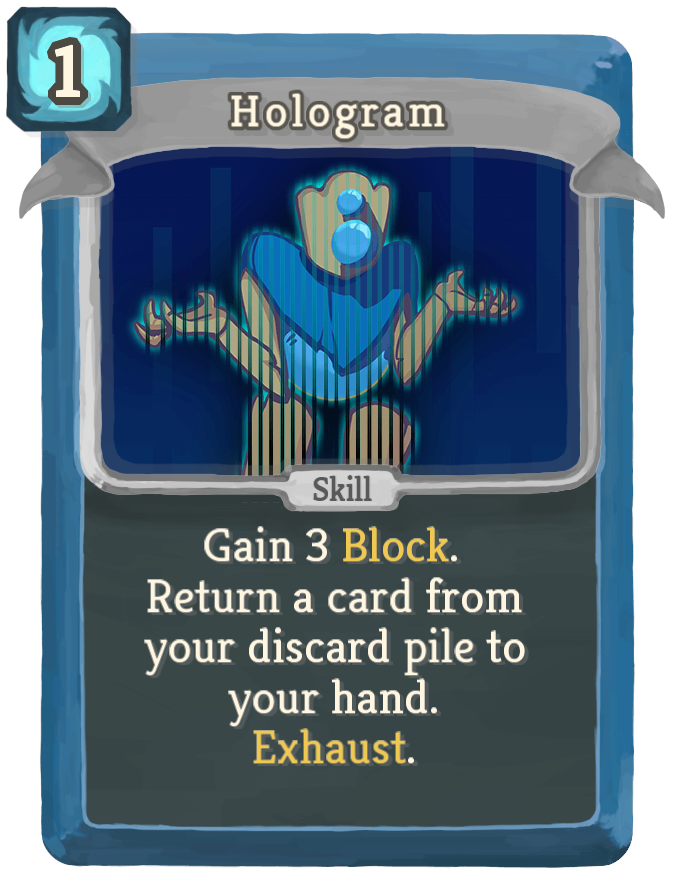 1
Hologram
Skill
Gain 3 Block.
Return a card from
your discard pile to
your hand.
Exhaust.